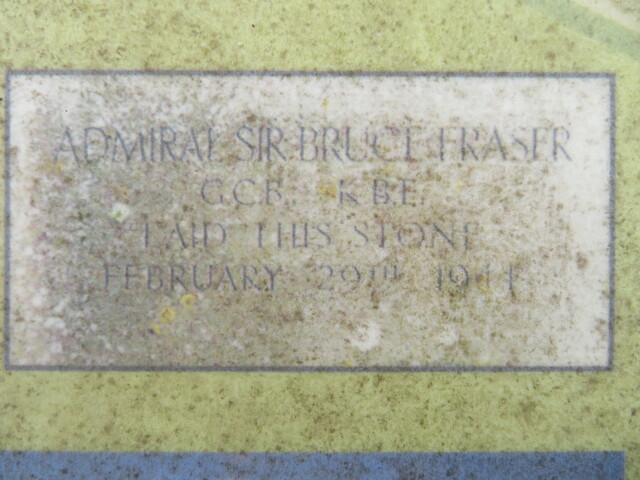 ADMIRAL SIR BRUCE FRASER
G.C.B., K.B.E.
LAID THIS STONE
FEBRUARY 29TH 1944